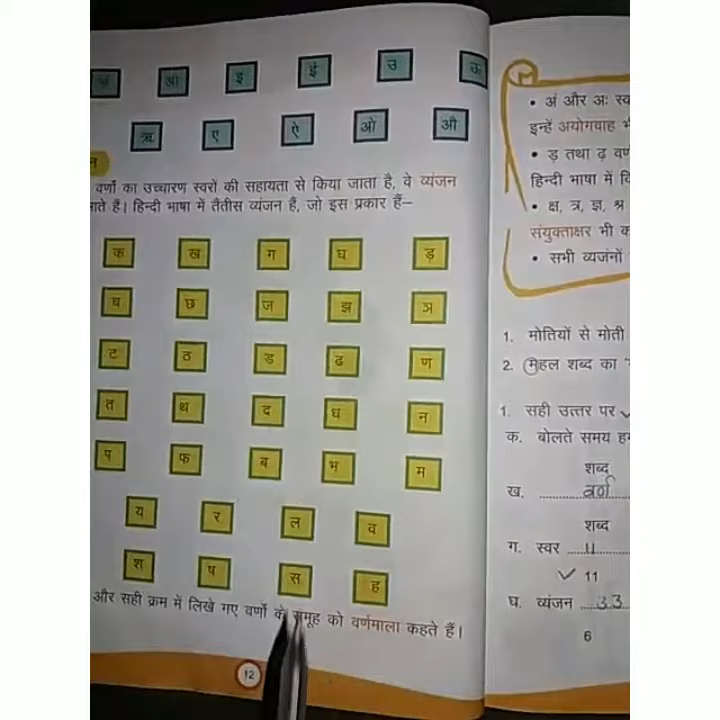 अ आ इ ई उ ऊ
ऋ ए ऐ ओ औ
न
वर्णों का उच्चारण स्वरों की सहायता से किया जाता है, वे व्यंजन
हैं। हिन्दी भाषा में तैंतीस व्यंजन हैं, जो इस प्रकार हैं–
क ख ग घ ड़
च छ ज झ ञ
ट ठ ड ढ ण
त थ द ध न
प फ ब भ म
य र ल व
श ष स ह
और सही क्रम में लिखे गए वर्णों के समूह को वर्णमाला कहते हैं।
12
• अं और अः
इन्हें अयोगवाह
• ड़ तथा ढ़
हिन्दी भाषा में
• क्ष, त्र, ज्ञ, श्र
संयुक्ताक्षर भी
• सभी व्यजंनों
1. मोतियों से मोती
2. महल शब्द का
1. सही उत्तर पर ✓
क. बोलते समय
शब्द
ख. वर्ण
शब्द
ग. स्वर 11
✓ 11
घ. व्यंजन 33
6